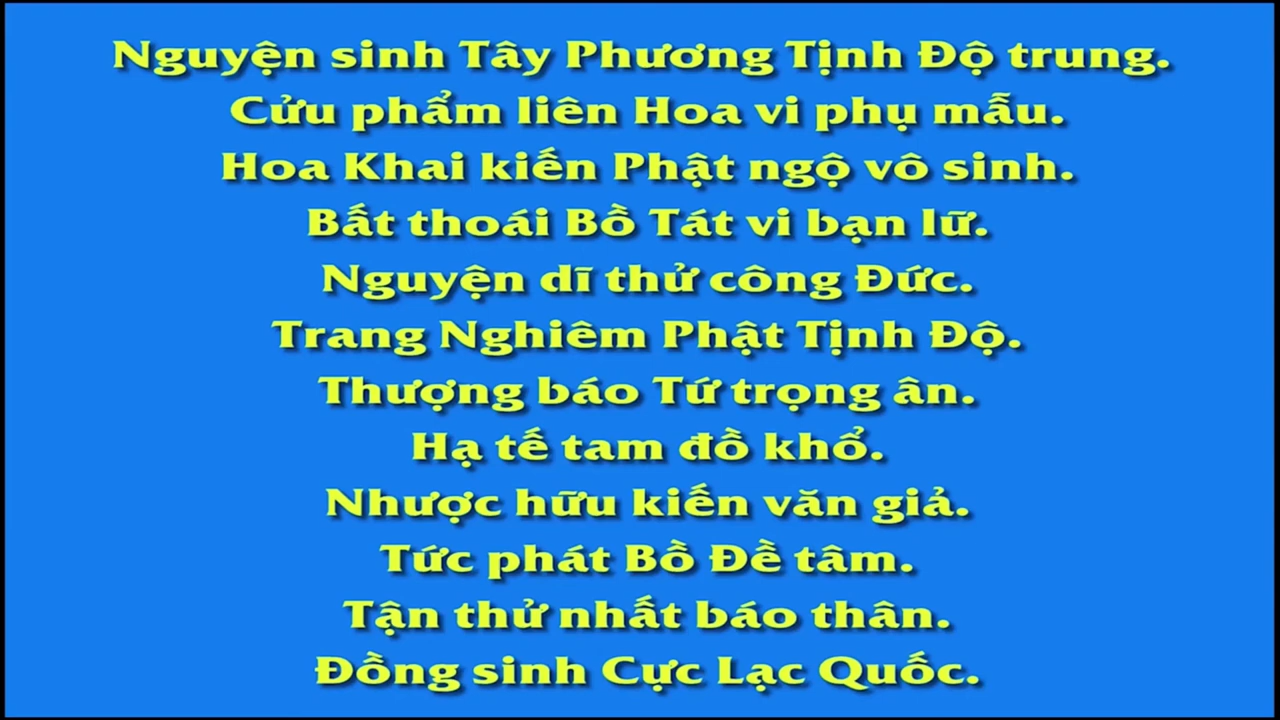 Nguyện sinh Tây Phương Tịnh Độ trung.
Cửu phẩm liên Hoa vi phụ mẫu.
Hoa Khai kiến Phật ngộ vô sinh.
Bất thoái Bồ Tát vi bạn lữ.
Nguyện dĩ thử công Đức.
Trang Nghiêm Phật Tịnh Độ.
Thượng báo Tứ trọng ân.
Hạ tế tam đồ khổ.
Nhược hữu kiến văn giả.
Tức phát Bồ Đề tâm.
Tận thử nhất báo thân.
Đồng sinh Cực Lạc Quốc.